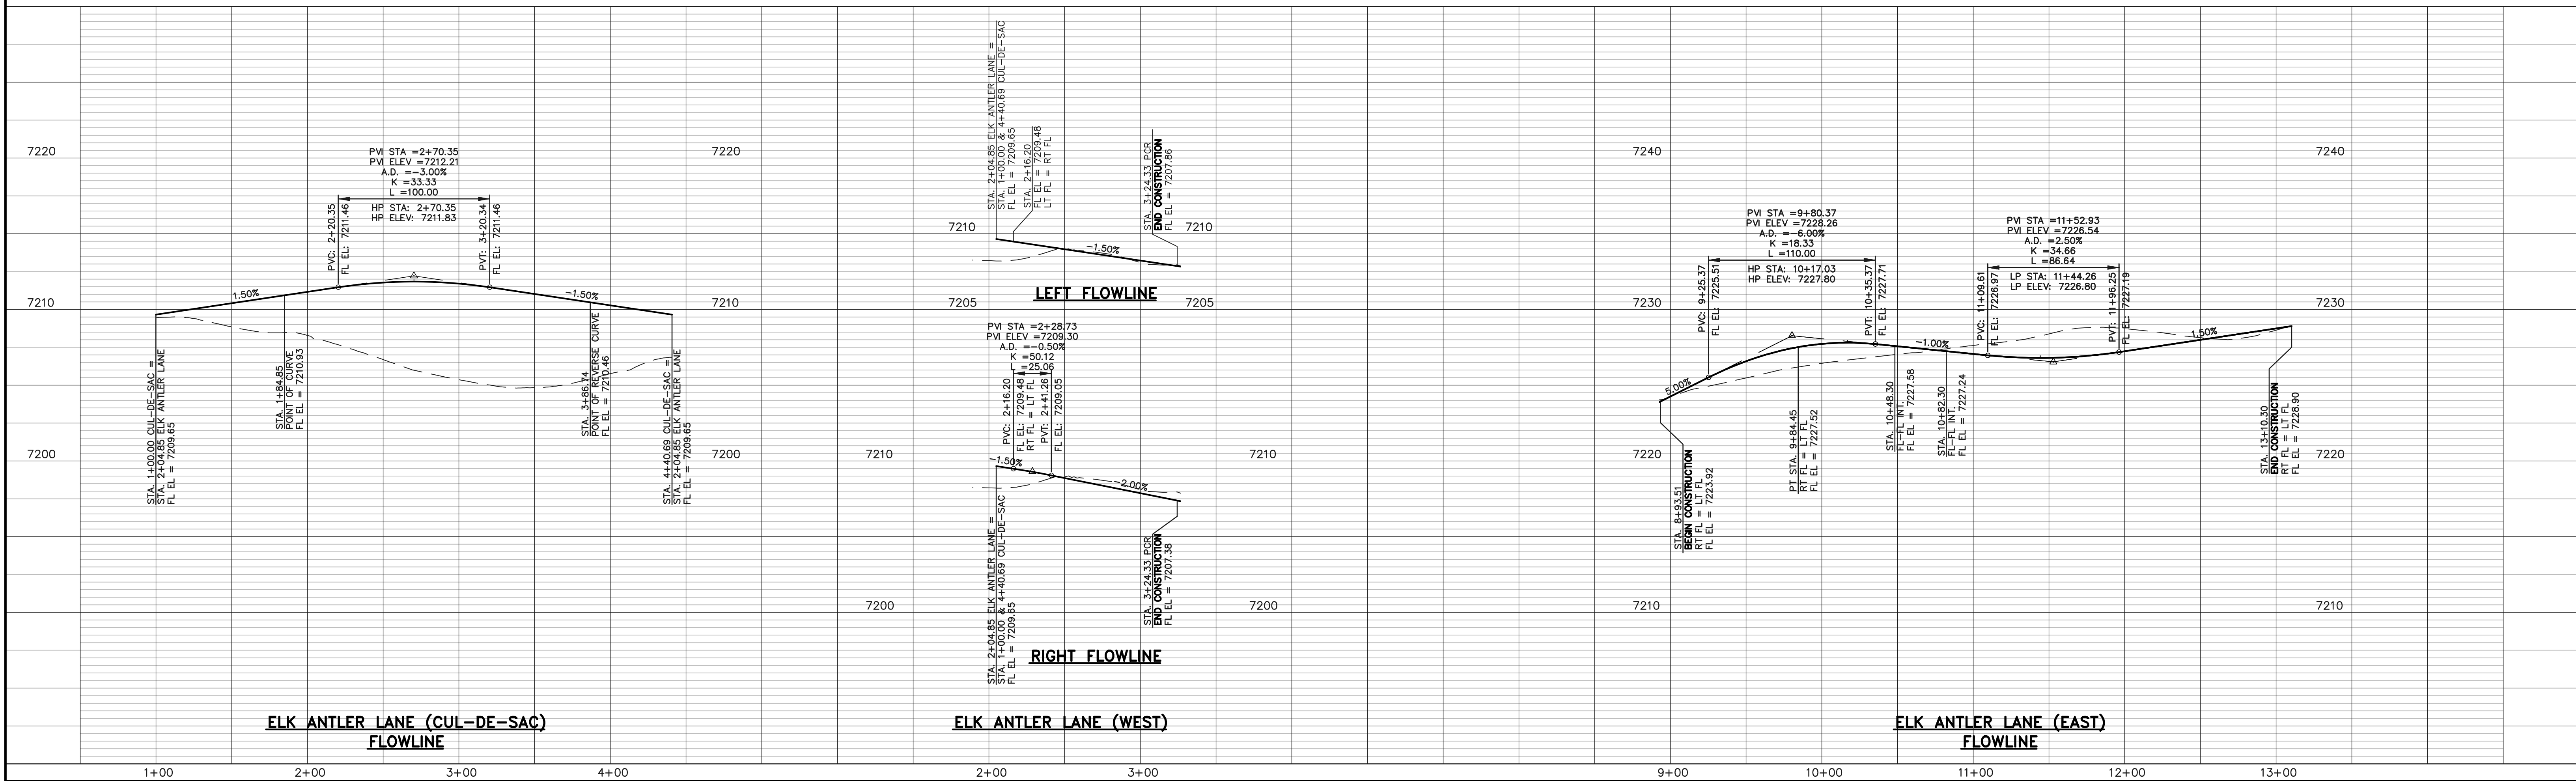 7220
7210
7200
PVI STA =2+70.35
PVI ELEV =7212.21
A.D. =-3.00%
K =33.33
L =100.00
HP STA: 2+70.35
HP ELEV: 7211.83
PVC: 2+20.35
FL EL: 7211.46
PVT: 3+20.34
FL EL: 7211.46
1.50%
-1.50%
STA. 1+00.00 CUL-DE-SAC =
STA. 2+04.85 ELK ANTLER LANE
FL EL = 7209.65
STA. 1+84.85
POINT OF CURVE
FL EL = 7210.93
STA. 3+86.74
POINT OF REVERSE CURVE
FL EL = 7210.46
STA. 4+40.69 CUL-DE-SAC =
STA. 2+04.85 ELK ANTLER LANE
FL EL = 7209.65
7220
7210
7200
ELK ANTLER LANE (CUL-DE-SAC)
FLOWLINE
1+00
2+00
3+00
4+00
STA. 2+04.85 ELK ANTLER LANE =
STA. 1+00.00 & 4+40.69 CUL-DE-SAC
FL EL = 7209.65
STA. 2+16.20
FL EL = 7209.48
LT FL = RT FL
STA. 3+24.33 PCR
END CONSTRUCTION
FL EL = 7207.86
7210
7210
-1.50%
7205
7205
LEFT FLOWLINE
PVI STA =2+28.73
PVI ELEV =7209.30
A.D. =-0.50%
K =50.12
L =25.06
PVC: 2+16.20
FL EL: 7209.48
RT FL = LT FL
PVT: 2+41.26
FL EL: 7209.05
7210
7210
-1.50%
-2.00%
STA. 2+04.85 ELK ANTLER LANE =
STA. 1+00.00 & 4+40.69 CUL-DE-SAC
FL EL = 7209.65
STA. 3+24.33 PCR
END CONSTRUCTION
FL EL = 7207.38
7200
7200
RIGHT FLOWLINE
ELK ANTLER LANE (WEST)
2+00
3+00
7240
7230
7220
7210
PVI STA =9+80.37
PVI ELEV =7228.26
A.D. =-6.00%
K =18.33
L =110.00
HP STA: 10+17.03
HP ELEV: 7227.80
PVC: 9+25.37
FL EL: 7225.51
PVT: 10+35.37
FL EL: 7227.71
PVI STA =11+52.93
PVI ELEV =7226.54
A.D. =2.50%
K =34.66
L =86.64
LP STA: 11+44.26
LP ELEV: 7226.80
PVC: 11+09.61
FL EL: 7226.97
PVT: 11+96.25
FL EL: 7227.19
5.00%
-1.00%
1.50%
STA. 8+93.51
BEGIN CONSTRUCTION
RT FL = LT FL
FL EL = 7223.92
PT STA. 9+84.45
RT FL = LT FL
FL EL = 7227.52
STA. 10+48.30
FL-FL INT.
FL EL = 7227.58
STA. 10+82.30
FL-FL INT.
FL EL = 7227.24
STA. 13+10.30
END CONSTRUCTION
RT FL = LT FL
FL EL = 7228.90
7240
7230
7220
7210
ELK ANTLER LANE (EAST)
FLOWLINE
9+00
10+00
11+00
12+00
13+00